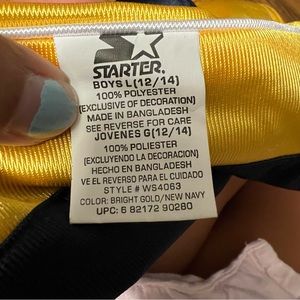 STARTER.
BOYS L (12/14)
100% POLYESTER
(EXCLUSIVE OF DECORATION)
MADE IN BANGLADESH
SEE REVERSE FOR CARE
JOVENES G (12/14)
100% POLIESTER
(EXCLUYENDO LA DECORACION)
HECHO EN BANGLADESH
VE EL REVERSO PARA EL CUIDADO
STYLE # WS4063
COLOR: BRIGHT GOLD/NEW NAVY
UPC: 6 82172 90280